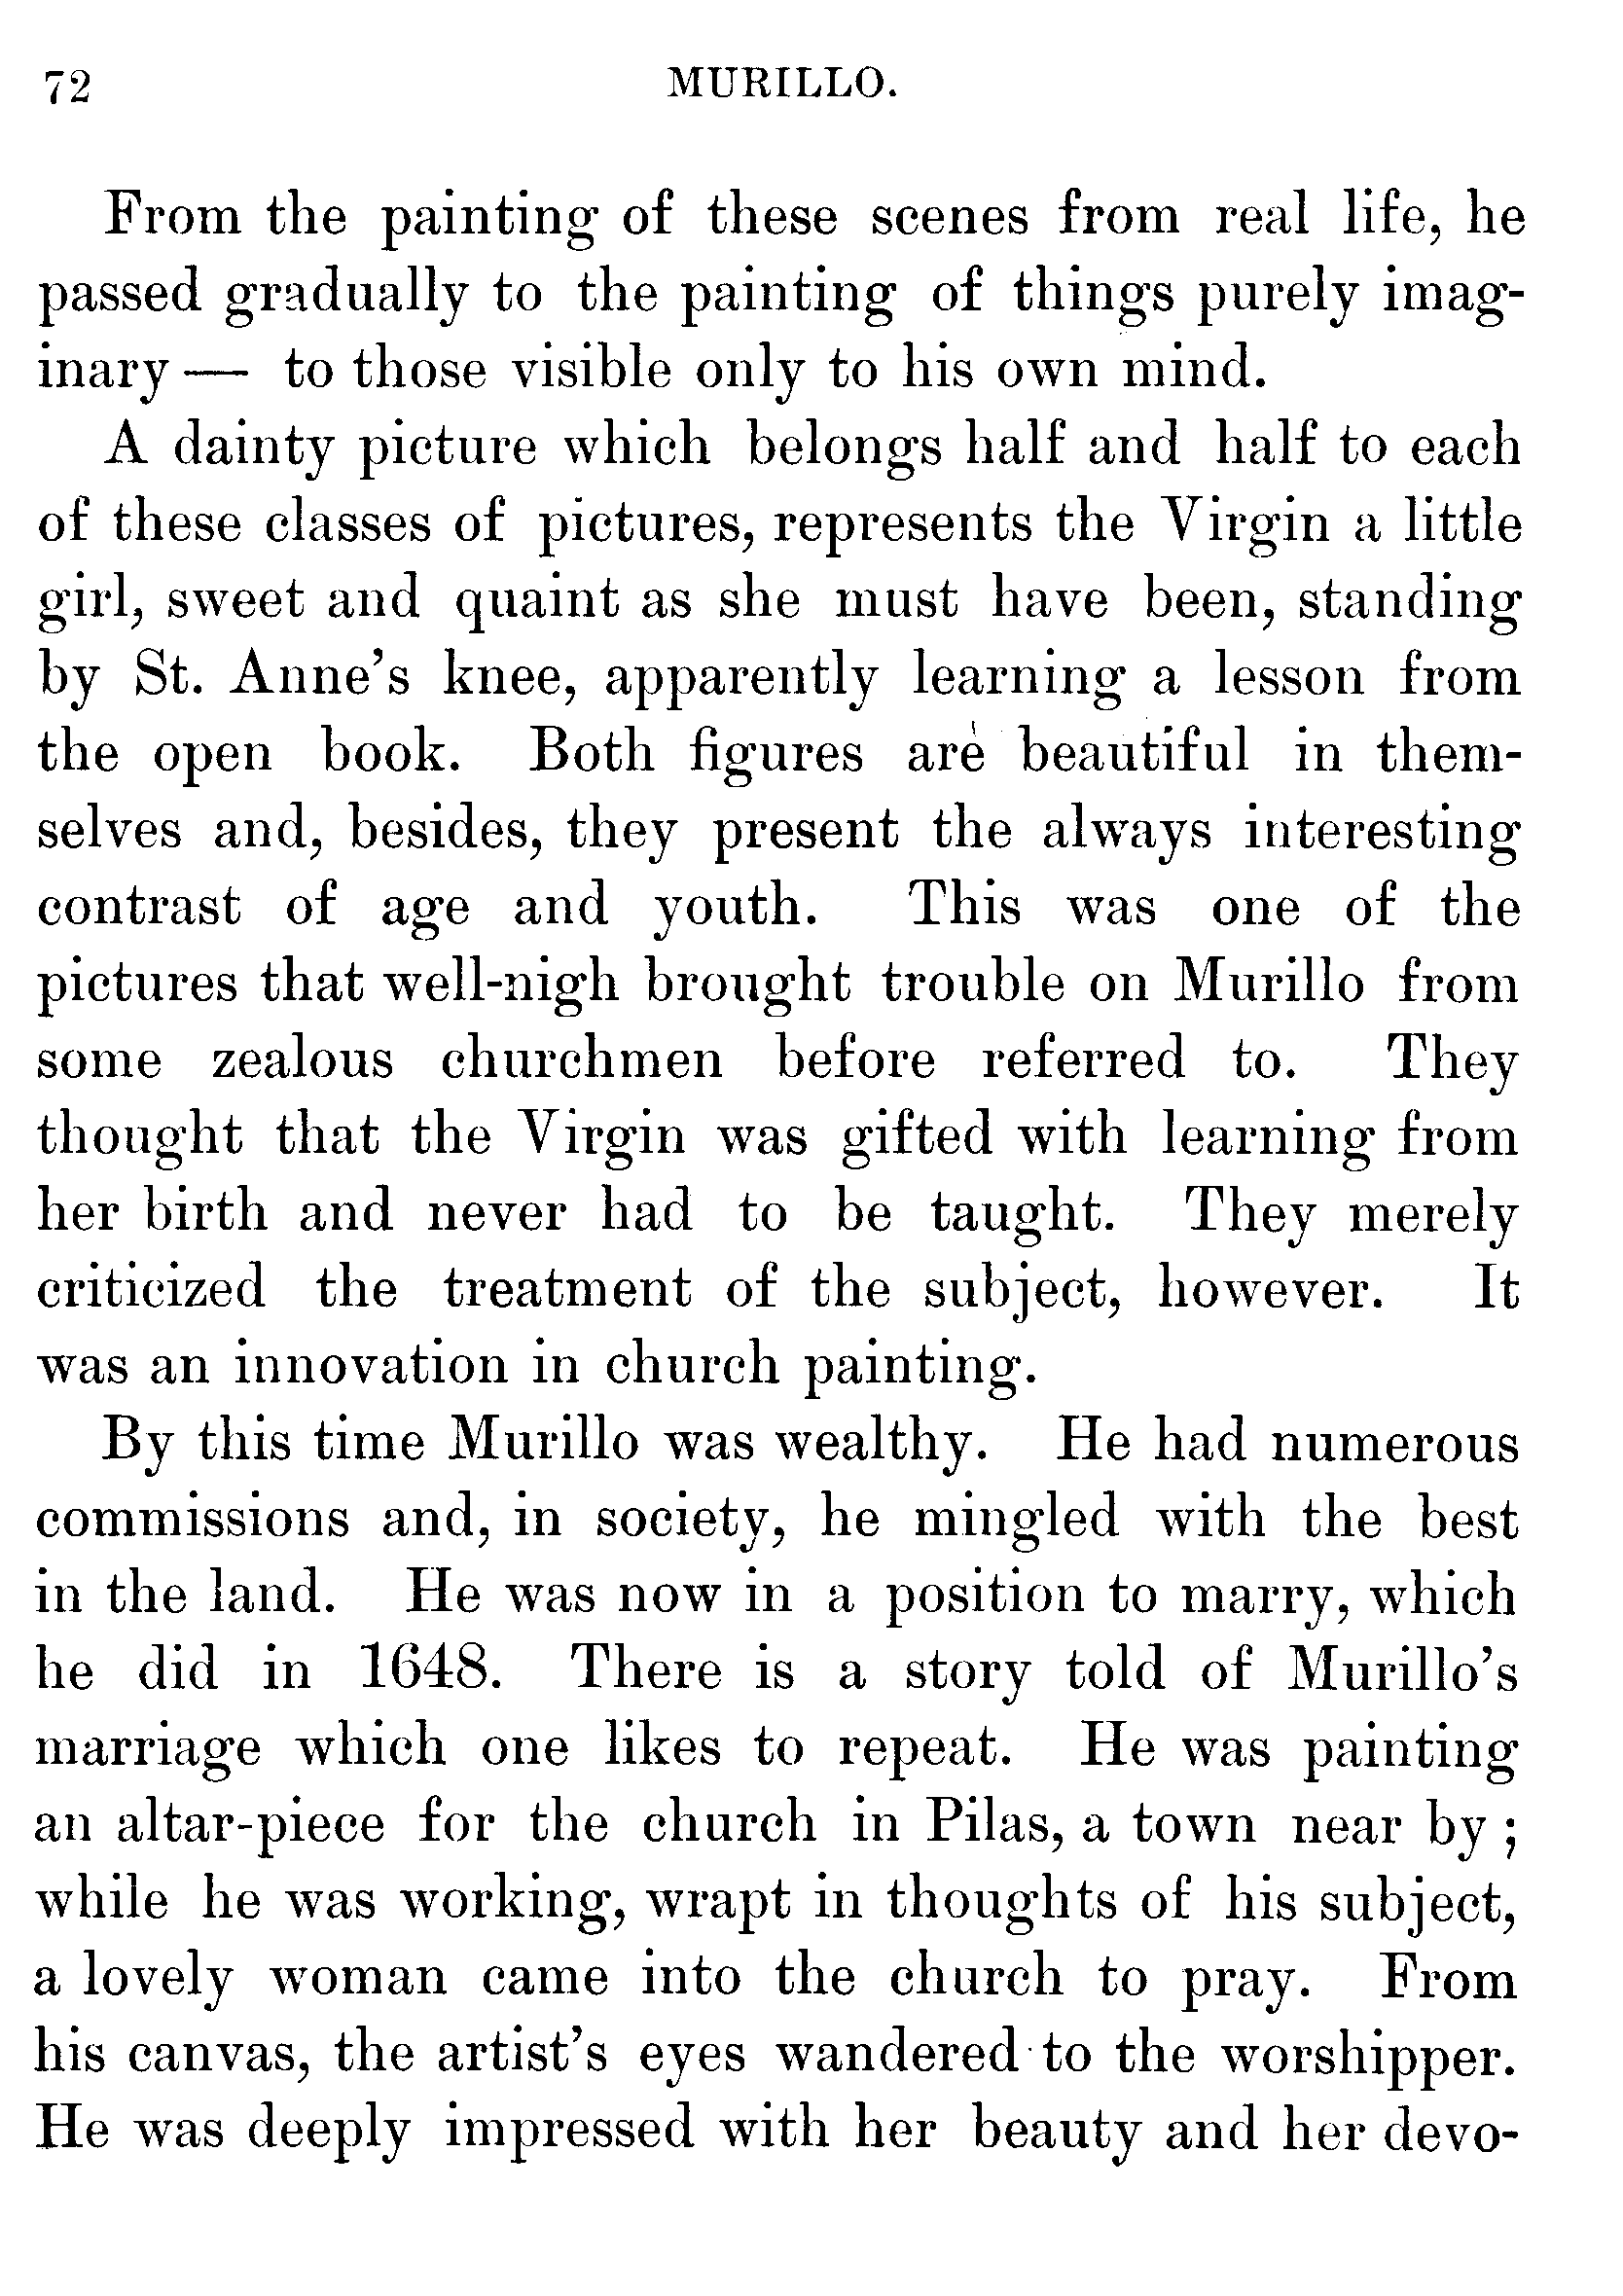 72
MURILLO.
From the painting of these scenes from real life, he
passed gradually to the painting of things purely imag-
inary — to those visible only to his own mind.
A dainty picture which belongs half and half to each
of these classes of pictures, represents the Virgin a little
girl, sweet and quaint as she must have been, standing
by St. Anne's knee, apparently learning a lesson from
the open book. Both figures are beautiful in them-
selves and, besides, they present the always interesting
contrast of age and youth. This was one of the
pictures that well-nigh brought trouble on Murillo from
some zealous churchmen before referred to. They
thought that the Virgin was gifted with learning from
her birth and never had to be taught. They merely
criticized the treatment of the subject, however. It
was an innovation in church painting.
By this time Murillo was wealthy. He had numerous
commissions and, in society, he mingled with the best
in the land. He was now in a position to marry, which
he did in 1648. There is a story told of Murillo's
marriage which one likes to repeat. He was painting
an altar-piece for the church in Pilas, a town near by ;
while he was working, wrapt in thoughts of his subject,
a lovely woman came into the church to pray. From
his canvas, the artist's eyes wandered to the worshipper.
He was deeply impressed with her beauty and her devo-